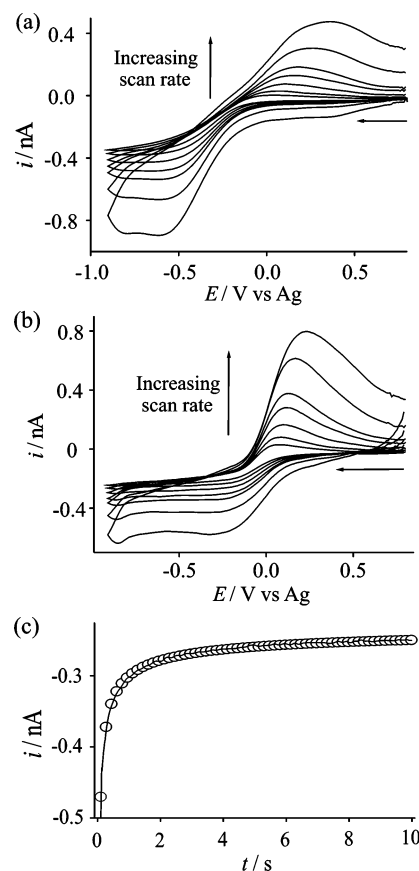 (a)
0.4
0.0
-0.4
-0.8
i / nA
Increasing
scan rate
-1.0
-0.5
0.0
0.5
E / V vs Ag
(b)
0.8
0.4
0
-0.4
i / nA
Increasing
scan rate
-0.5
0.0
0.5
E / V vs Ag
(c)
-0.3
-0.4
-0.5
i / nA
0
2
4
6
8
10
t / s